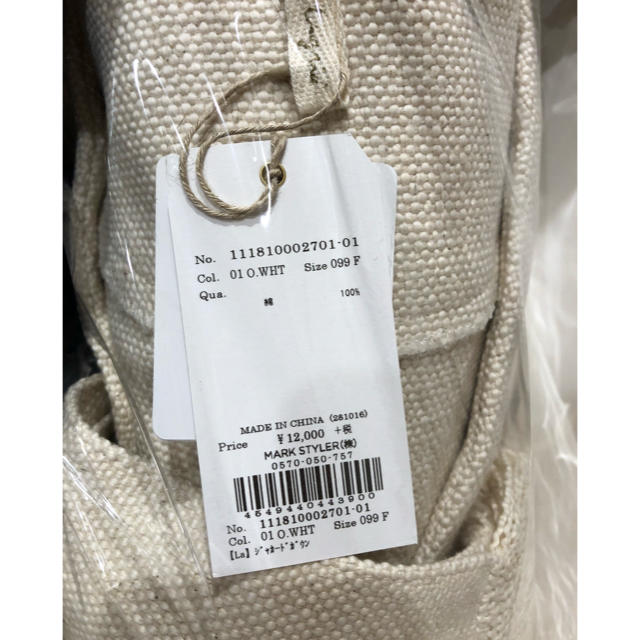 No. 111810002701-01
Col. 01 O.WHT Size 099 F
Qua. 綿 100%
MADE IN CHINA (281016)
Price ¥12,000 +税
MARK STYLER(株)
0570-050-757
4549440443900
No. 111810002701-01
Col. 01 O.WHT Size 099 F
【La】ｼﾞｬｶｰﾄﾞｶﾞｳﾝ